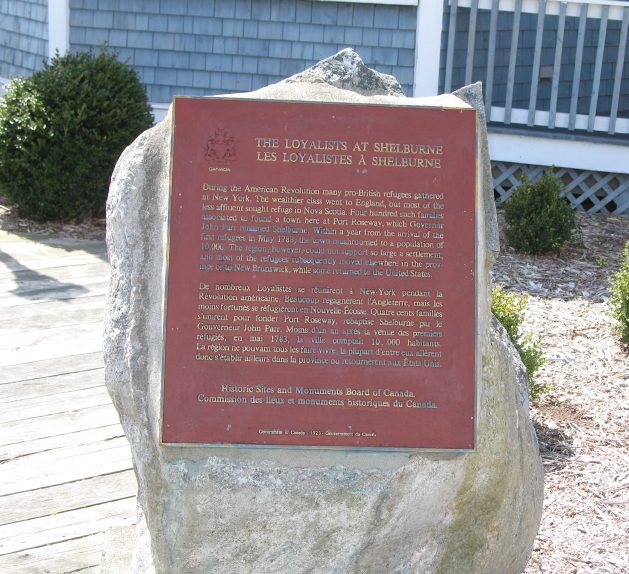 CANADA
THE LOYALISTS AT SHELBURNE
LES LOYALISTES À SHELBURNE
During the American Revolution many pro-British refugees gathered
at New York. The wealthier class went to England, but most of the
less affluent sought refuge in Nova Scotia. Four hundred such families
associated to found a town here at Port Roseway, which Governor
John Parr renamed Shelburne. Within a year from the arrival of the
first refugees in May 1783, the town mushroomed to a population of
10,000. The region, however, could not support so large a settlement,
and most of the refugees subsequently moved elsewhere in the prov-
ince or to New Brunswick, while some returned to the United States.
De nombreux Loyalistes se réunirent à New-York pendant la
Révolution américaine. Beaucoup regagnèrent l'Angleterre, mais les
moins fortunés se réfugièrent en Nouvelle-Écosse. Quatre cents familles
s'unirent pour fonder Port Roseway, rebaptisé Shelburne par le
Gouverneur John Parr. Moins d'un an après la venue des premiers
refugiés, en mai 1783, la ville comptait 10,000 habitants.
La région ne pouvant tous les faire vivre, la plupart d'entre eux allèrent
donc s'établir ailleurs dans la province ou retournèrent aux États Unis.
Historic Sites and Monuments Board of Canada.
Commission des lieux et monuments historiques du Canada.
Government of Canada - Gouvernement du Canada